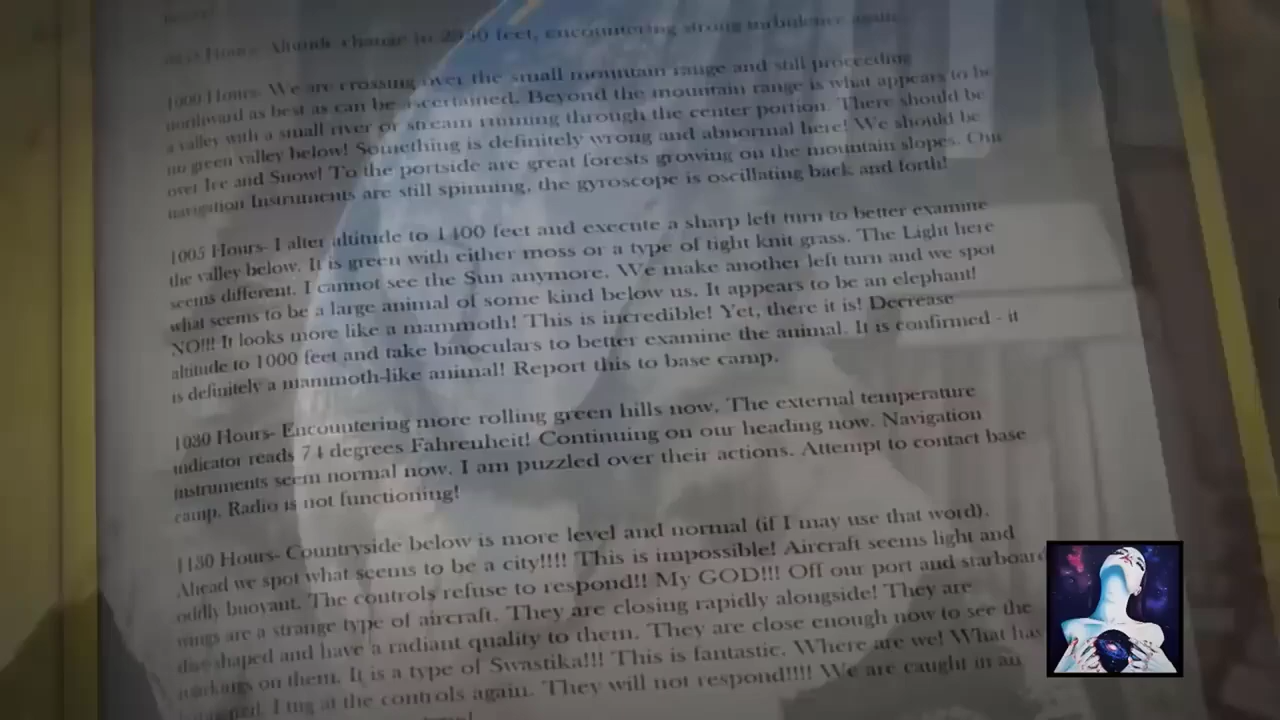 Hours- Altitude change to 2950 feet, encountering strong turbulence again.
1000 Hours- We are crossing over the small mountain range and still proceeding
northward as best as can be ascertained. Beyond the mountain range is what appears to be
a valley with a small river or stream running through the center portion. There should be
no green valley below! Something is definitely wrong and abnormal here! We should be
over Ice and Snow! To the portside are great forests growing on the mountain slopes. Our
navigation Instruments are still spinning, the gyroscope is oscillating back and forth!
1005 Hours- I alter altitude to 1400 feet and execute a sharp left turn to better examine
the valley below. It is green with either moss or a type of tight knit grass. The Light here
seems different. I cannot see the Sun anymore. We make another left turn and we spot
what seems to be a large animal of some kind below us. It appears to be an elephant!
NO!!! It looks more like a mammoth! This is incredible! Yet, there it is! Decrease
altitude to 1000 feet and take binoculars to better examine the animal. It is confirmed - it
is definitely a mammoth-like animal! Report this to base camp.
1030 Hours- Encountering more rolling green hills now. The external temperature
indicator reads 74 degrees Fahrenheit! Continuing on our heading now. Navigation
instruments seem normal now. I am puzzled over their actions. Attempt to contact base
camp. Radio is not functioning!
1130 Hours- Countryside below is more level and normal (if I may use that word).
Ahead we spot what seems to be a city!!!! This is impossible! Aircraft seems light and
oddly buoyant. The controls refuse to respond!! My GOD!!! Off our port and starboard
wings are a strange type of aircraft. They are closing rapidly alongside! They are
disc-shaped and have a radiant quality to them. They are close enough now to see the
markings on them. It is a type of Swastika!!! This is fantastic. Where are we! What has
happened. I tug at the controls again. They will not respond!!!! We are caught in an